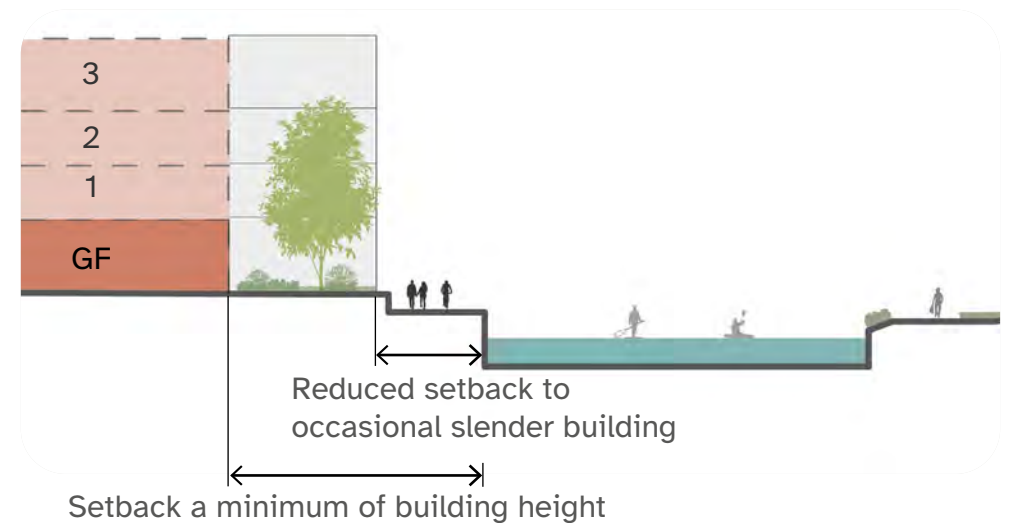 3
2
1
GF
Reduced setback to
occasional slender building
Setback a minimum of building height